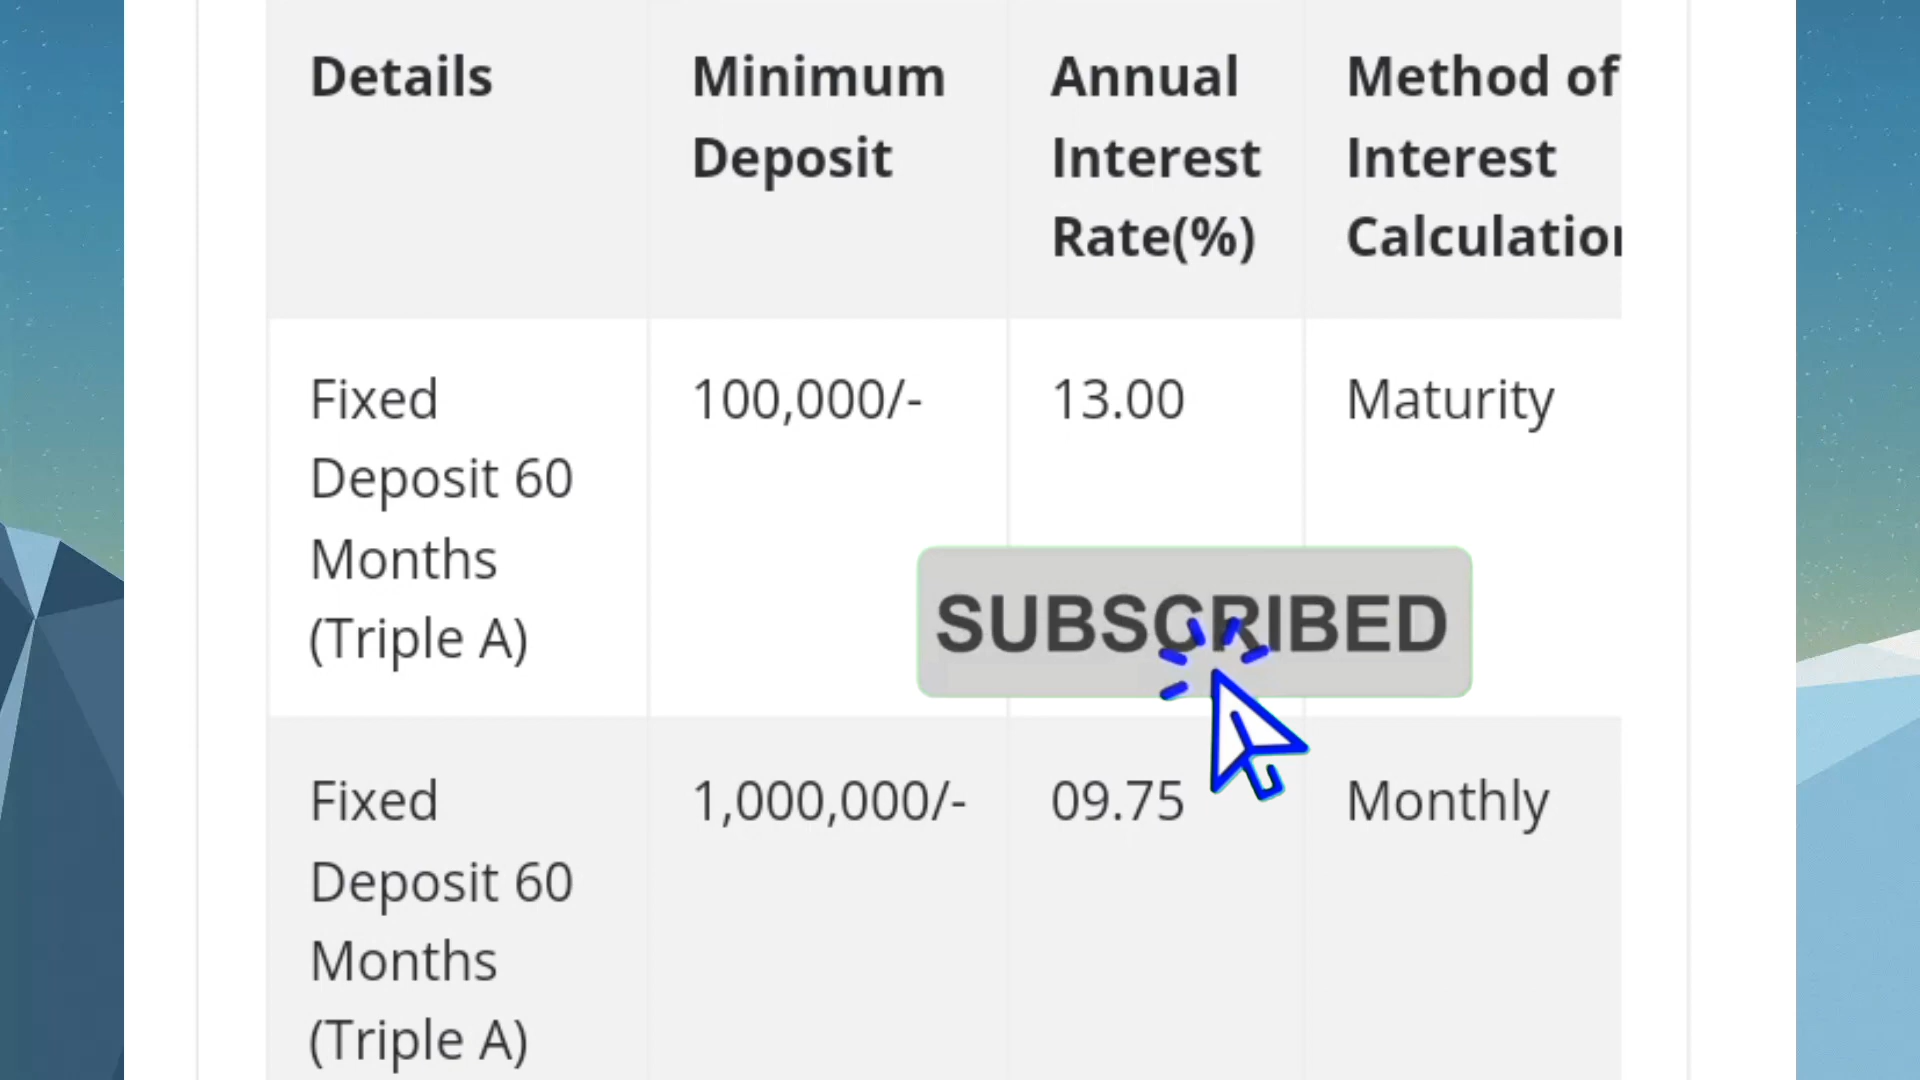 Details
Minimum
Deposit
Annual
Interest
Rate(%)
Method of
Interest
Calculation
Fixed
Deposit 60
Months
(Triple A)
100,000/-
13.00
Maturity
SUBSCRIBED
Fixed
Deposit 60
Months
(Triple A)
1,000,000/-
09.75
Monthly